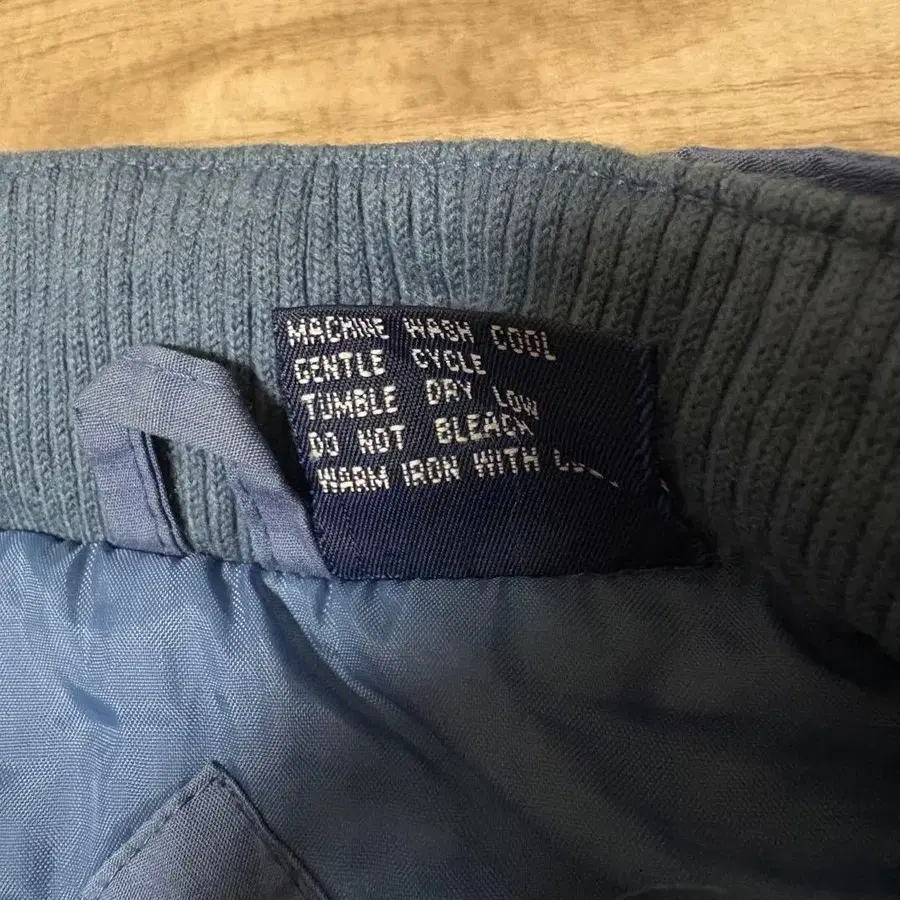 MACHINE WASH COOL
GENTLE CYCLE
TUMBLE DRY LOW
DO NOT BLEACH
WARM IRON WITH